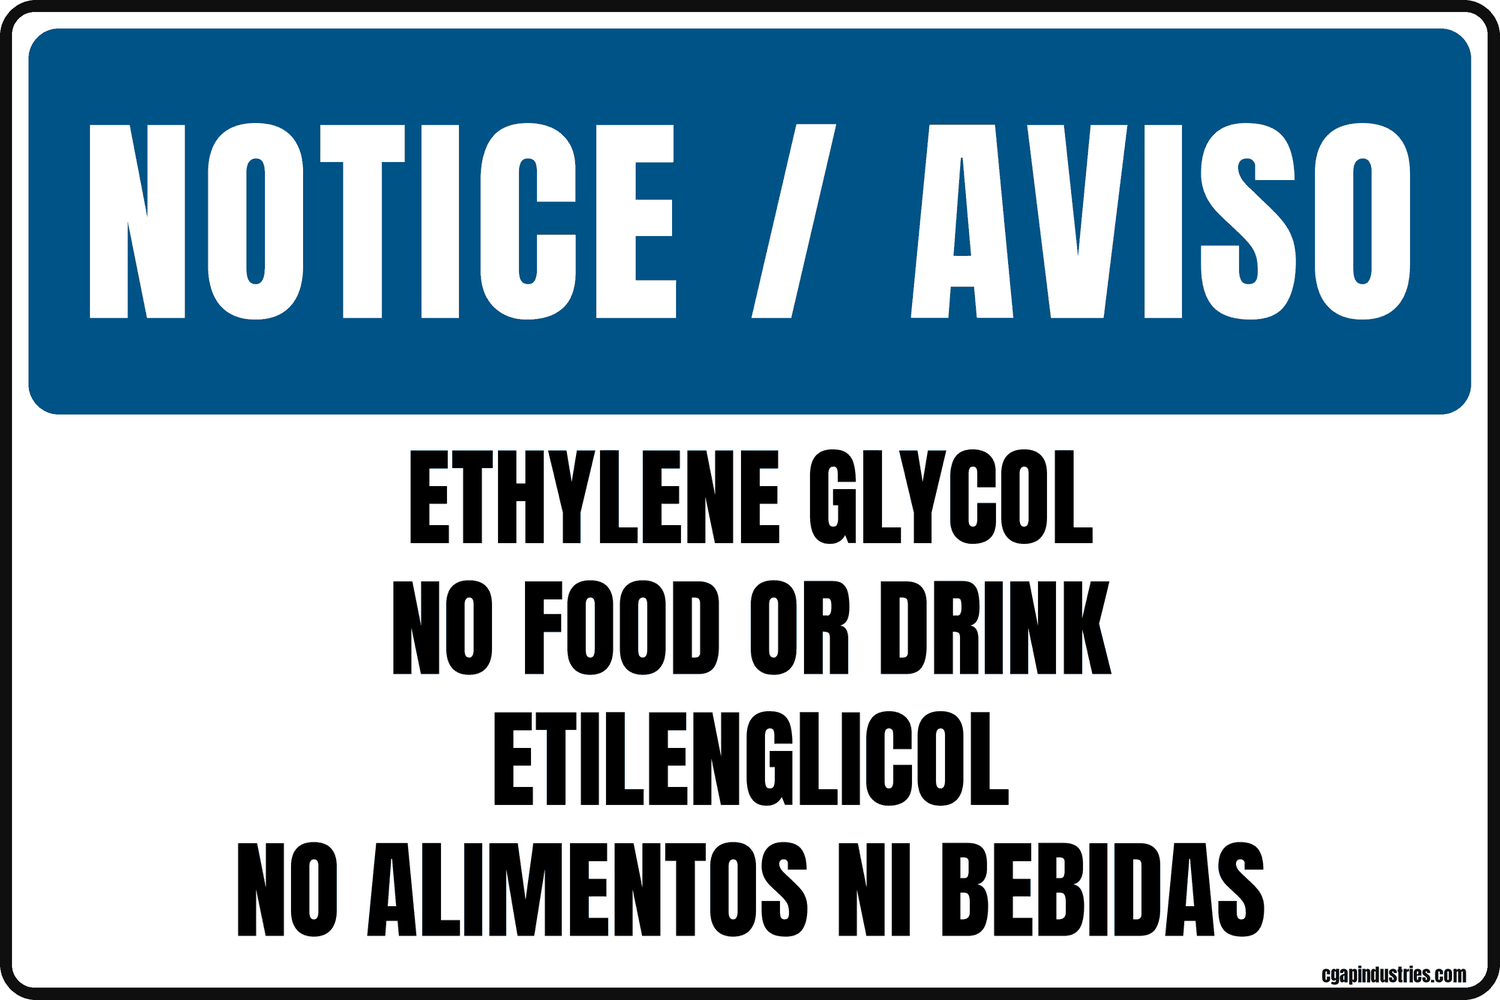 NOTICE / AVISO
ETHYLENE GLYCOL
NO FOOD OR DRINK
ETILENGLICOL
NO ALIMENTOS NI BEBIDAS
cgapindustries.com